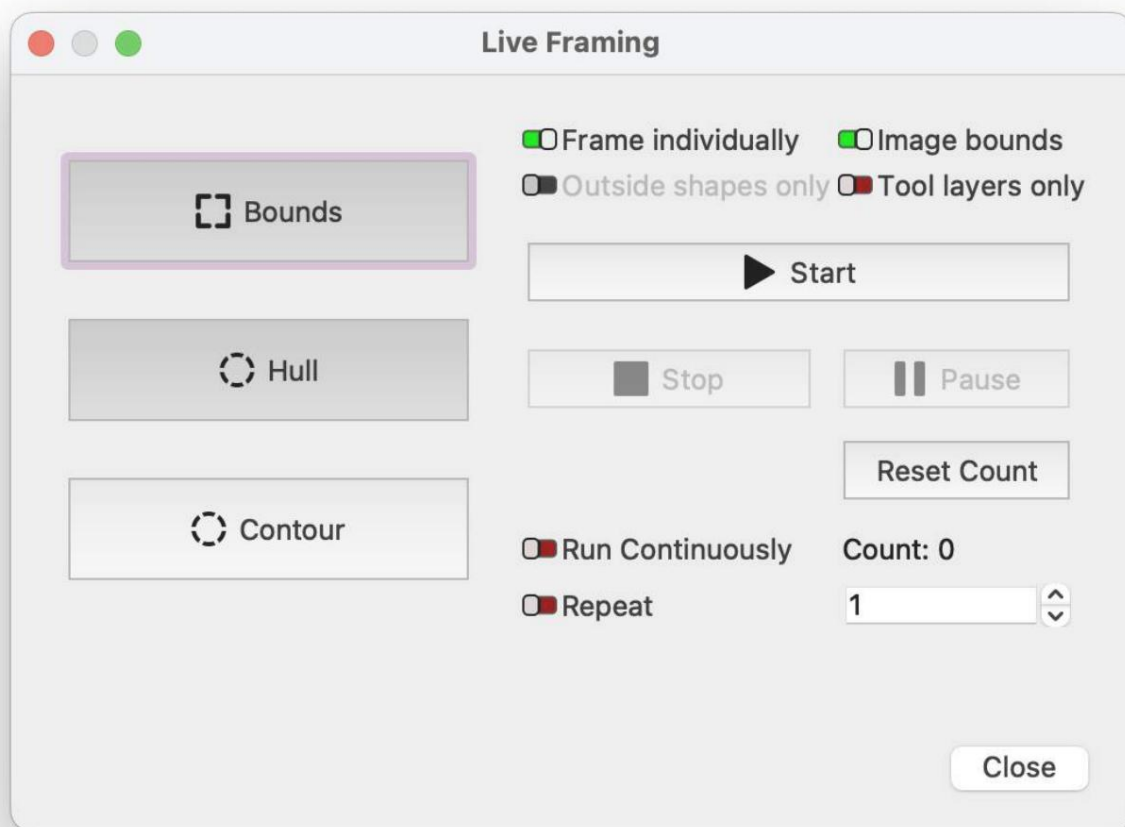 Live Framing
Frame individually
Image bounds
Outside shapes only
Tool layers only
Bounds
Start
Hull
Stop
Pause
Reset Count
Contour
Run Continuously
Count: 0
Repeat
1
Close